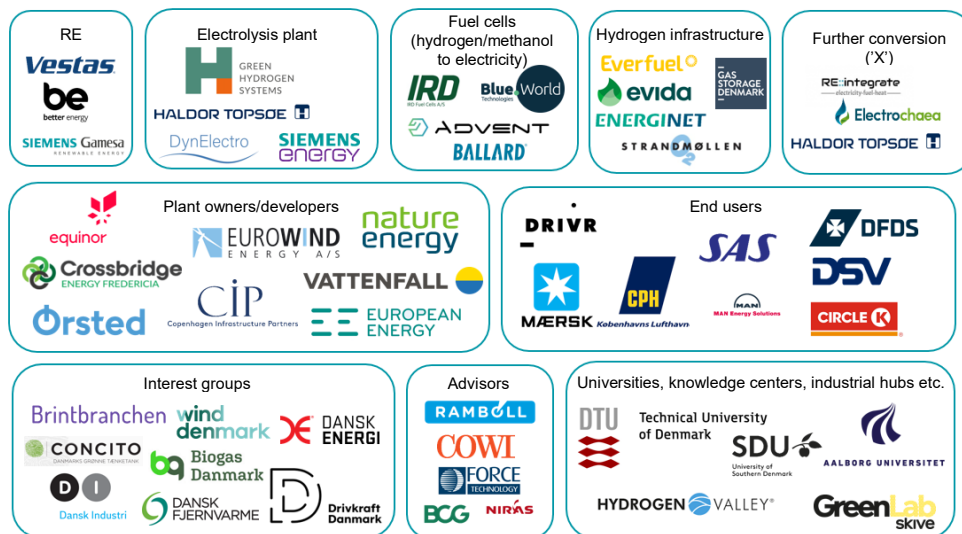 RE
Vestas.
be
better energy
SIEMENS Gamesa
RENEWABLE ENERGY
Electrolysis plant
GREEN
HYDROGEN
SYSTEMS
HALDOR TOPSØE
DynElectro
SIEMENS
energy
Fuel cells
(hydrogen/methanol
to electricity)
IRD
IRD Fuel Cells A/S
Blue World
Technologies
ADVENT
BALLARD
Hydrogen infrastructure
Everfuel
evida
GAS
STORAGE
DENMARK
ENERGINET
STRANDMØLLEN
O2
Further conversion
('X')
RE::integrate
electricity-fuel-heat
Electrochaea
HALDOR TOPSØE
Plant owners/developers
equinor
EUROWIND
ENERGY A/S
nature
energy
Crossbridge
ENERGY FREDERICIA
CIP
Copenhagen Infrastructure Partners
VATTENFALL
Ørsted
EUROPEAN
ENERGY
End users
DRIVR
SAS
DFDS
MÆRSK
CPH
Københavns Lufthavne
MAN
MAN Energy Solutions
DSV
CIRCLE K
Interest groups
Brintbranchen
wind
denmark
DANSK
ENERGI
CONCITO
DANMARKS GRØNNE TÆNKETANK
bg
Biogas
Danmark
DI
Dansk Industri
DANSK
FJERNVARME
D
Drivkraft
Danmark
Advisors
RAMBOLL
COWI
FORCE
TECHNOLOGY
BCG
NIRAS
Universities, knowledge centers, industrial hubs etc.
DTU
Technical University
of Denmark
SDU
University of
Southern Denmark
AALBORG UNIVERSITET
HYDROGEN VALLEY®
GreenLab
SKIVE